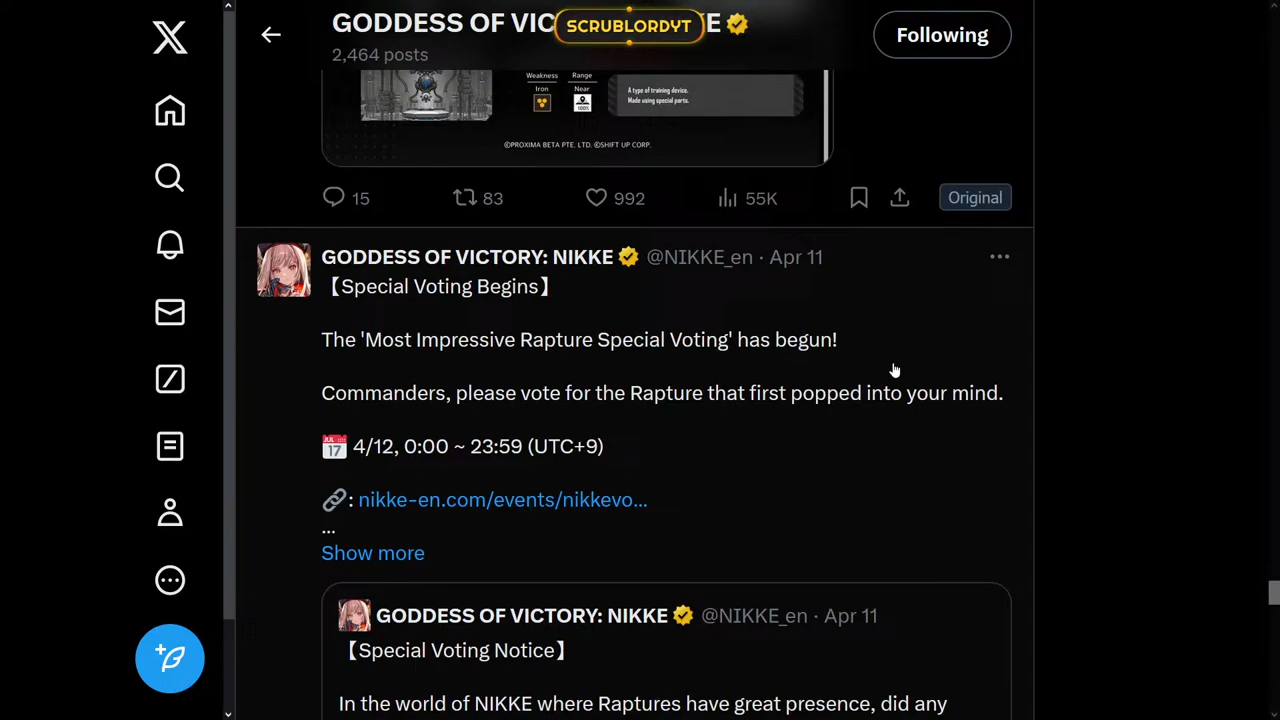 GODDESS OF VIC
SCRUBLORDYT
E
2,464 posts
Following
Weakness
Range
Iron
Near
100%
A type of training device.
Made using special parts.
©PROXIMA BETA PTE. LTD. ©SHIFT UP CORP.
15
83
992
55K
Original
GODDESS OF VICTORY: NIKKE @NIKKE_en · Apr 11
【Special Voting Begins】
The 'Most Impressive Rapture Special Voting' has begun!
Commanders, please vote for the Rapture that first popped into your mind.
JUL 17 4/12, 0:00 ~ 23:59 (UTC+9)
: nikke-en.com/events/nikkevo...
...
Show more
GODDESS OF VICTORY: NIKKE @NIKKE_en · Apr 11
【Special Voting Notice】
In the world of NIKKE where Raptures have great presence, did any